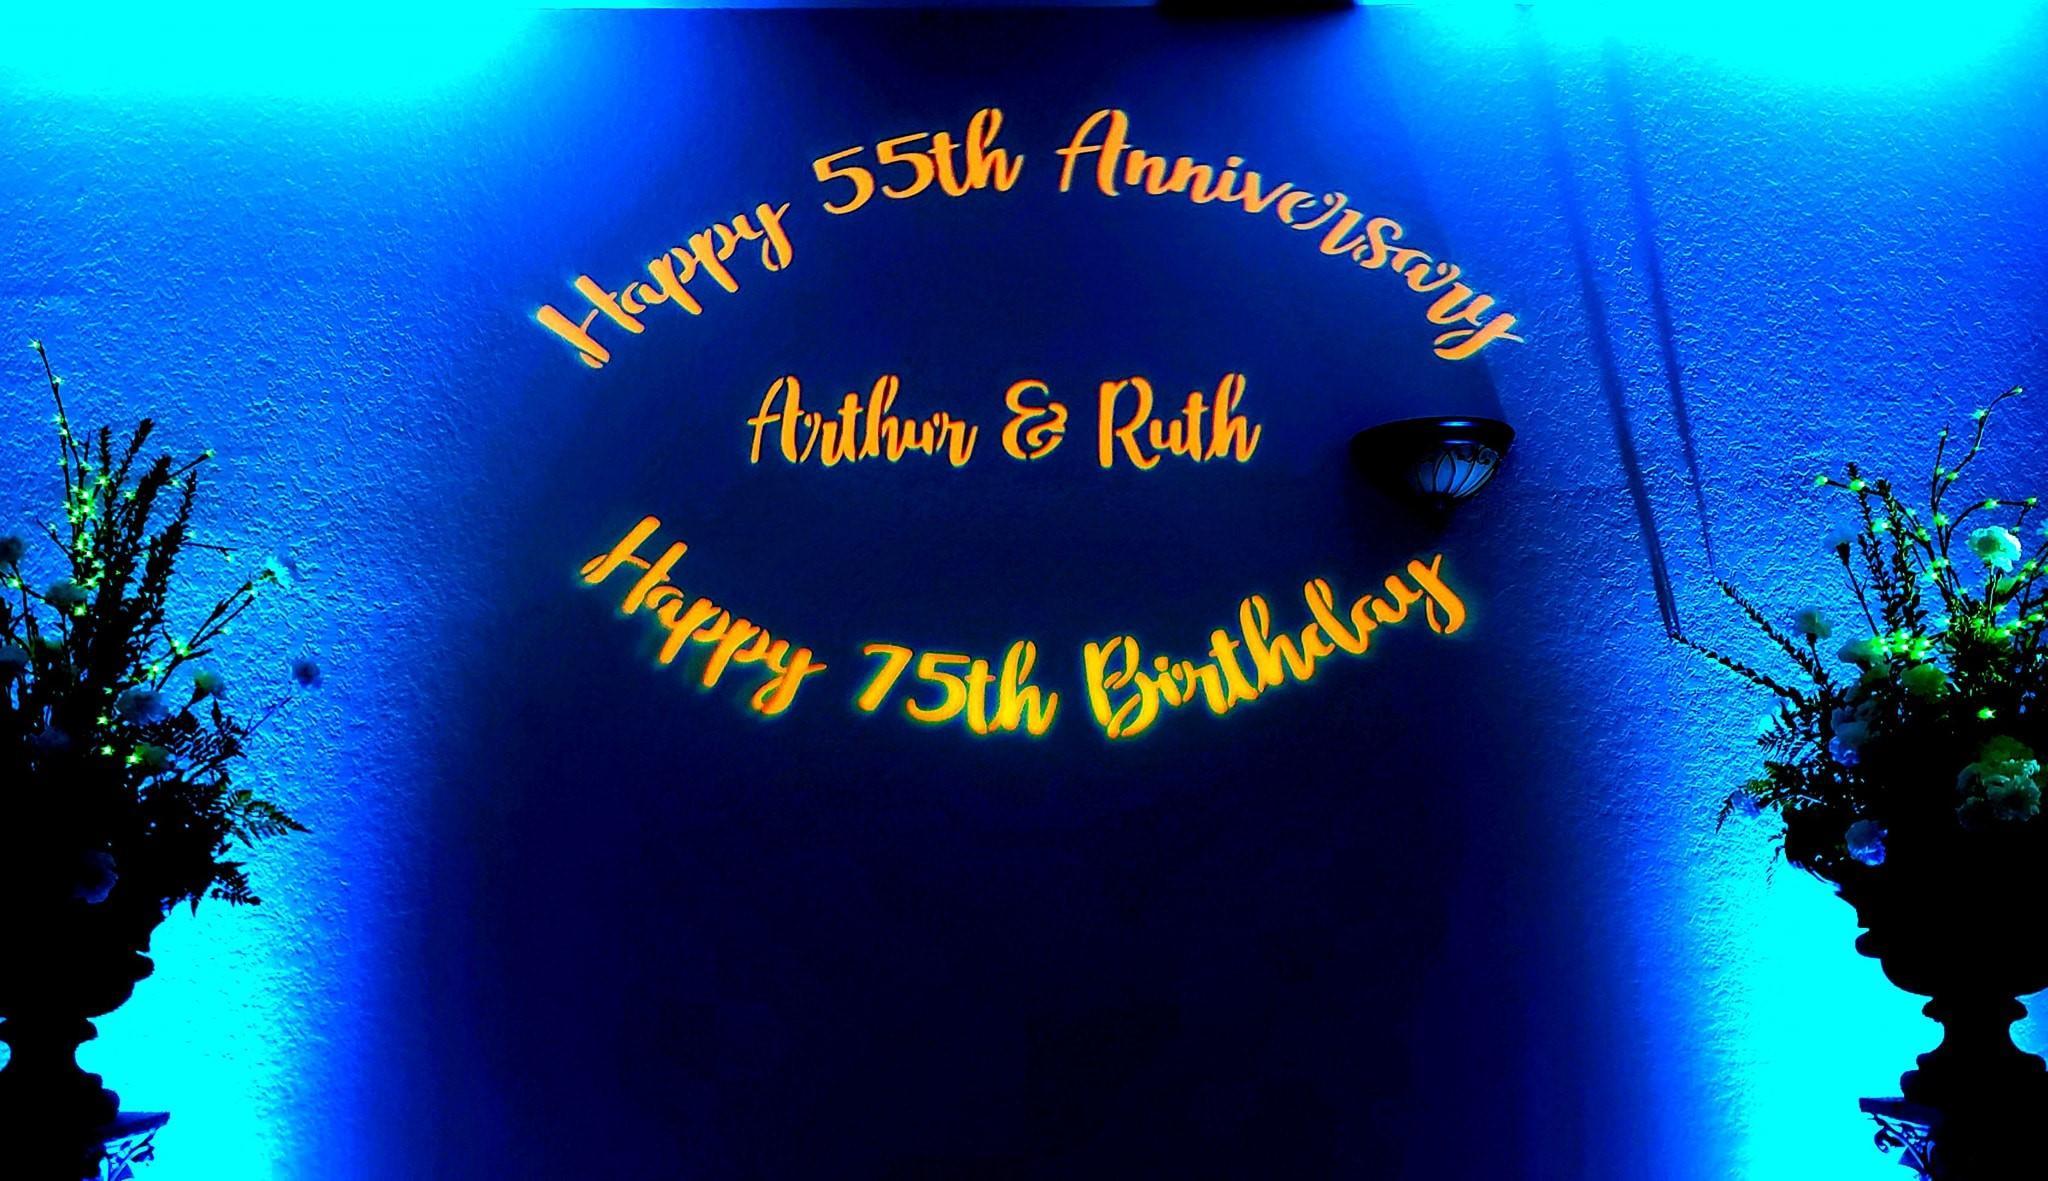 Happy 55th Anniversary
Arthur & Ruth
Happy 75th Birthday